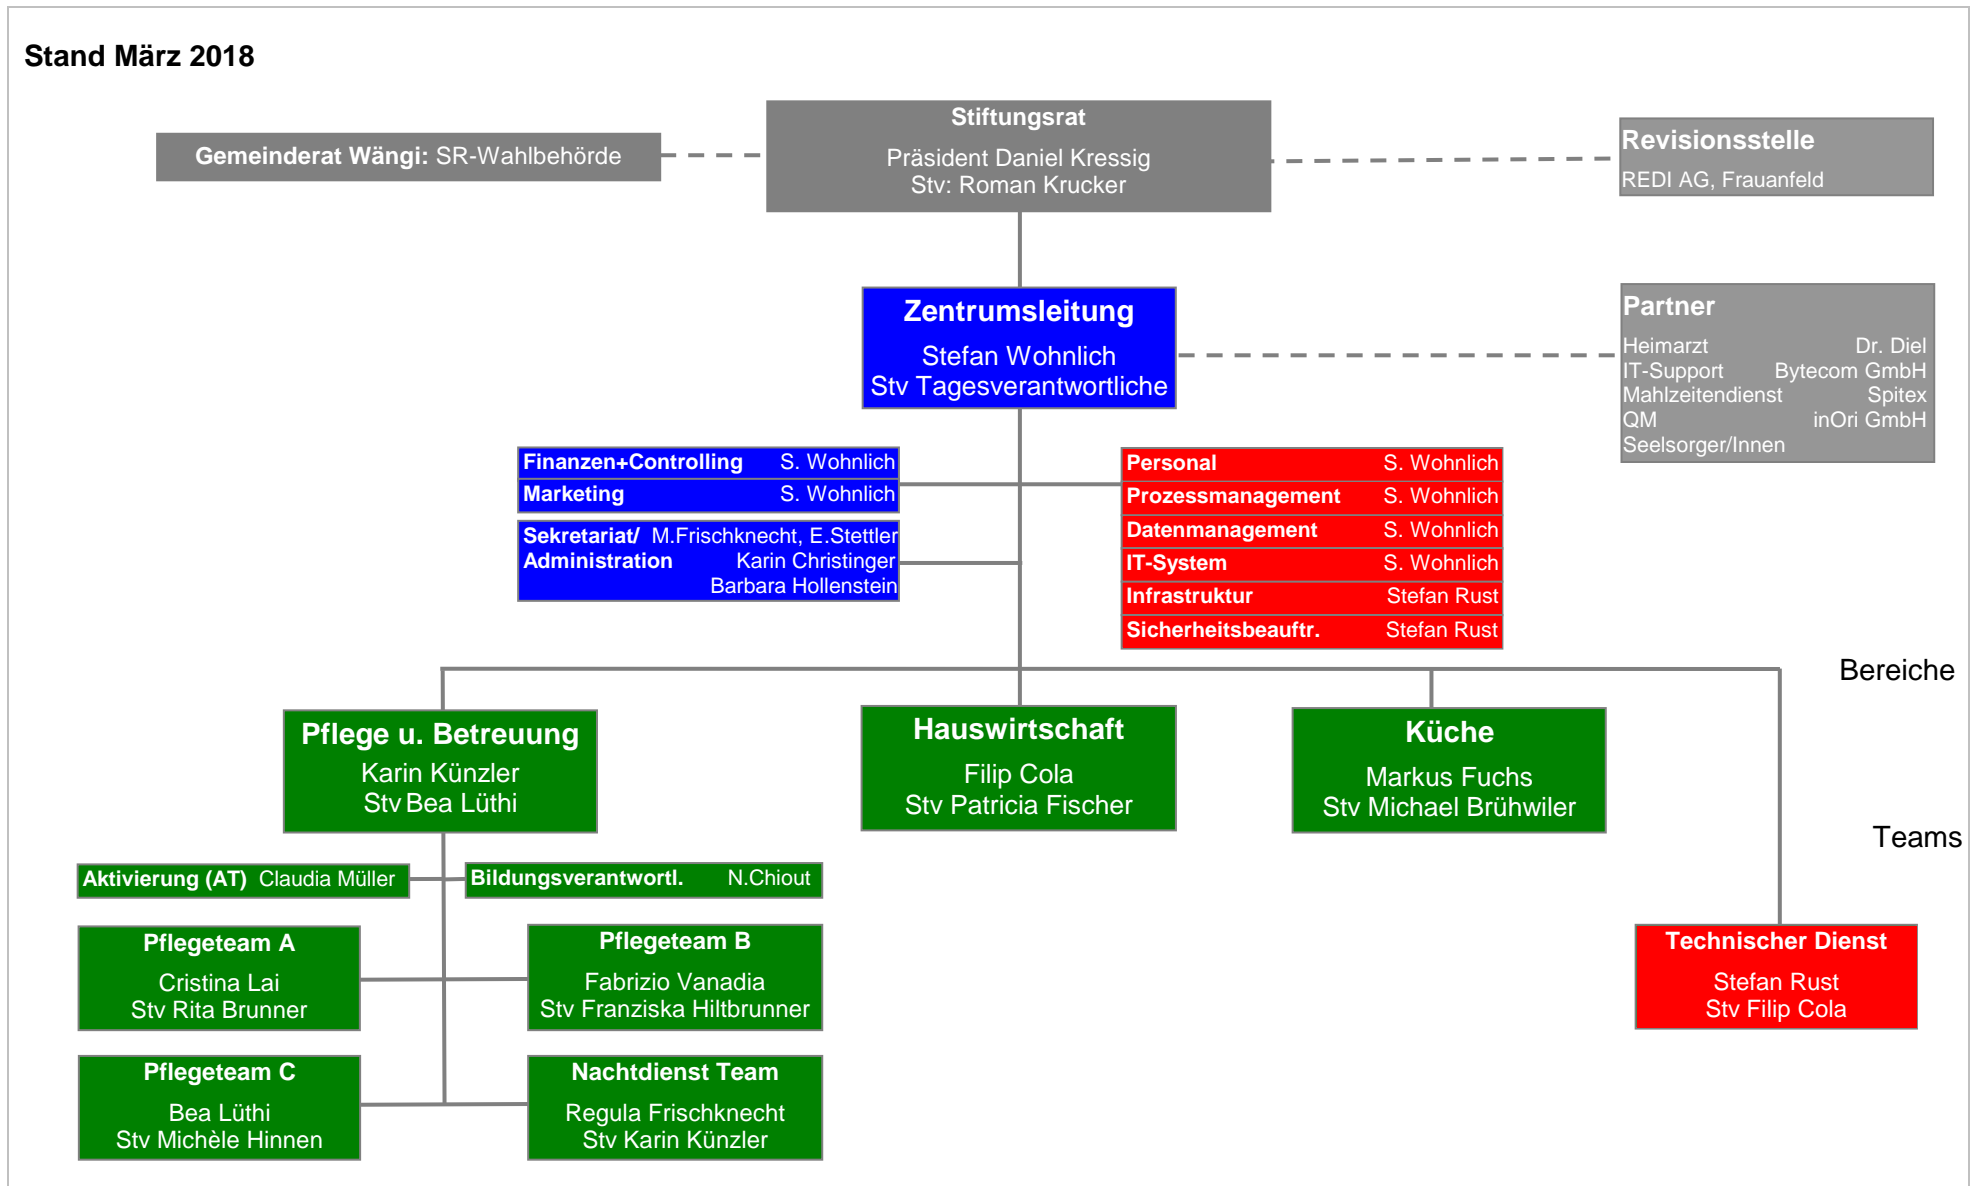 Stand März 2018
Stiftungsrat
Präsident Daniel Kressig
Stv: Roman Krucker
Gemeinderat Wängi: SR-Wahlbehörde
Revisionsstelle
REDI AG, Frauanfeld
Zentrumsleitung
Stefan Wohnlich
Stv Tagesverantwortliche
Partner
Heimarzt Dr. Diel
IT-Support Bytecom GmbH
Mahlzeitendienst Spitex
QM inOri GmbH
Seelsorger/Innen
Finanzen+Controlling S. Wohnlich
Marketing S. Wohnlich
Sekretariat/ M.Frischknecht, E.Stettler
Administration Karin Christinger
Barbara Hollenstein
Personal S. Wohnlich
Prozessmanagement S. Wohnlich
Datenmanagement S. Wohnlich
IT-System S. Wohnlich
Infrastruktur Stefan Rust
Sicherheitsbeauftr. Stefan Rust
Bereiche
Pflege u. Betreuung
Karin Künzler
Stv Bea Lüthi
Hauswirtschaft
Filip Cola
Stv Patricia Fischer
Küche
Markus Fuchs
Stv Michael Brühwiler
Teams
Aktivierung (AT) Claudia Müller
Bildungsverantwortl. N.Chiout
Pflegeteam A
Cristina Lai
Stv Rita Brunner
Pflegeteam B
Fabrizio Vanadia
Stv Franziska Hiltbrunner
Technischer Dienst
Stefan Rust
Stv Filip Cola
Pflegeteam C
Bea Lüthi
Stv Michèle Hinnen
Nachtdienst Team
Regula Frischknecht
Stv Karin Künzler